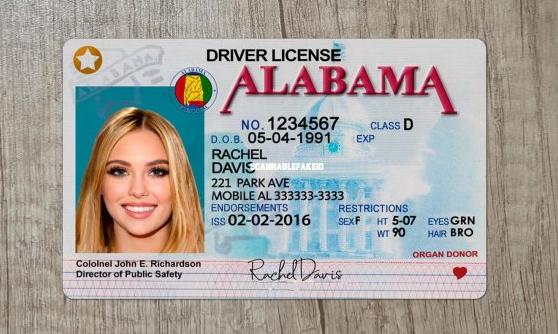 DRIVER LICENSE
ALABAMA
NO. 1234567 CLASS D
D.O.B. 05-04-1991 EXP
RACHEL
DAVIS
SCANNABLEFAKEID
221 PARK AVE
MOBILE AL 333333-3333
ENDORSEMENTS RESTRICTIONS
ISS 02-02-2016 SEX F HT 5-07 EYES GRN
WT 90 HAIR BRO
ORGAN DONOR
Cololnel John E. Richardson
Director of Public Safety
Rachel Davis